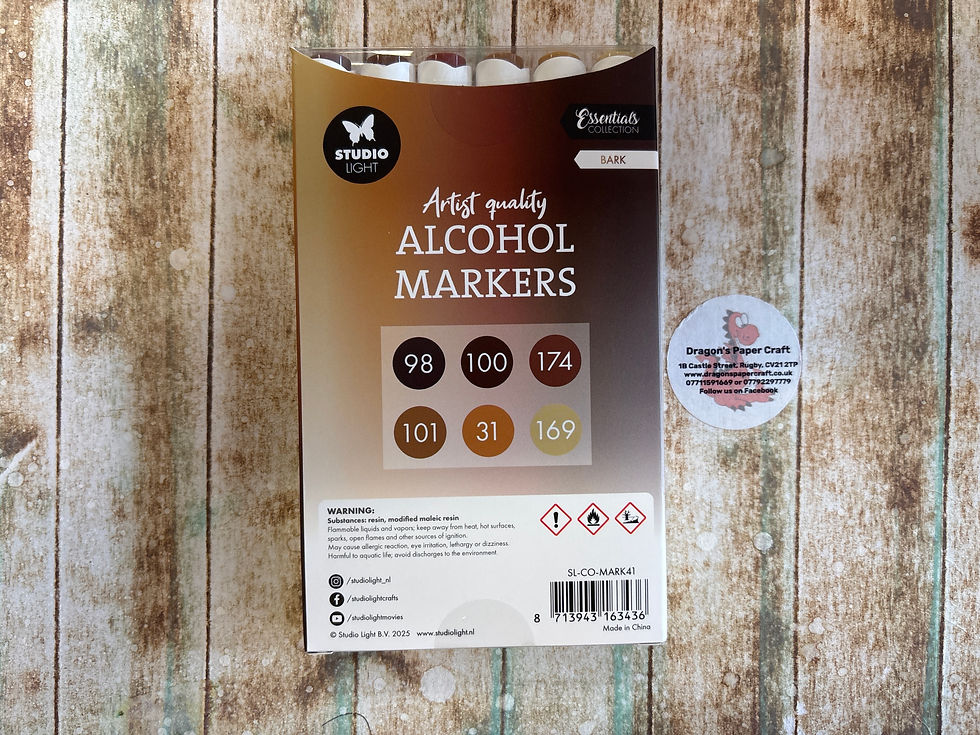 STUDIO
LIGHT
Essentials
COLLECTION
BARK
Artist quality
ALCOHOL
MARKERS
98 100 174
101 31 169
WARNING:
Substances: resin, modified maleic resin
Flammable liquids and vapors; keep away from heat, hot surfaces,
sparks, open flames and other sources of ignition.
May cause allergic reaction, eye irritation, lethargy or dizziness.
Harmful to aquatic life; avoid discharges to the environment.
/studiolight_nl
/studiolightcrafts
/studiolightmovies
© Studio Light B.V. 2025 www.studiolight.nl
SL-CO-MARK41
8 713943 163436
Made in China
Dragon's Paper Craft
18 Castle Street, Rugby, CV21 2TP
www.dragonspapercraft.co.uk
07711591669 or 07792297779
Follow us on Facebook